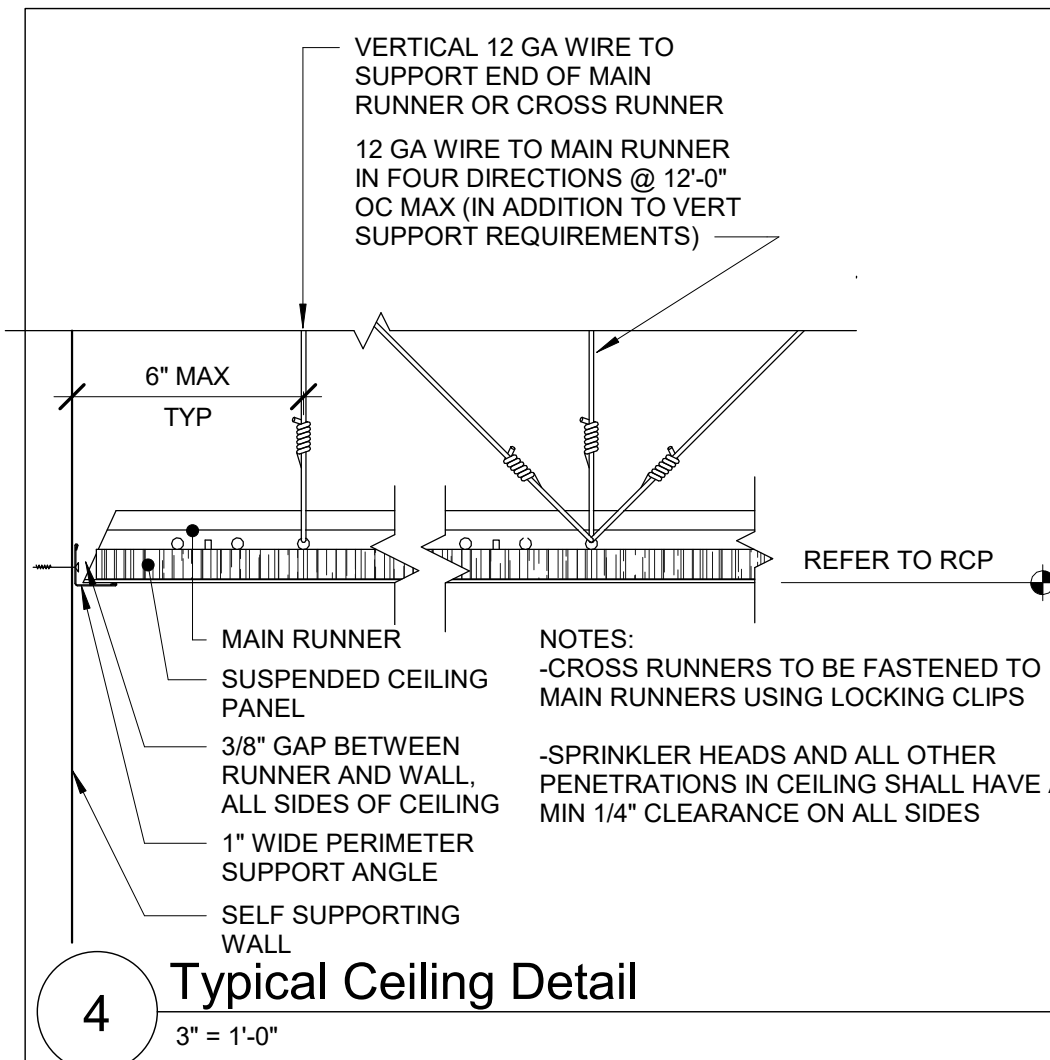 VERTICAL 12 GA WIRE TO
SUPPORT END OF MAIN
RUNNER OR CROSS RUNNER
12 GA WIRE TO MAIN RUNNER
IN FOUR DIRECTIONS @ 12'-0"
OC MAX (IN ADDITION TO VERT
SUPPORT REQUIREMENTS)
6" MAX
TYP
REFER TO RCP
MAIN RUNNER
SUSPENDED CEILING
PANEL
3/8" GAP BETWEEN
RUNNER AND WALL,
ALL SIDES OF CEILING
1" WIDE PERIMETER
SUPPORT ANGLE
SELF SUPPORTING
WALL
NOTES:
-CROSS RUNNERS TO BE FASTENED TO
MAIN RUNNERS USING LOCKING CLIPS
-SPRINKLER HEADS AND ALL OTHER
PENETRATIONS IN CEILING SHALL HAVE
MIN 1/4" CLEARANCE ON ALL SIDES
4
Typical Ceiling Detail
3" = 1'-0"